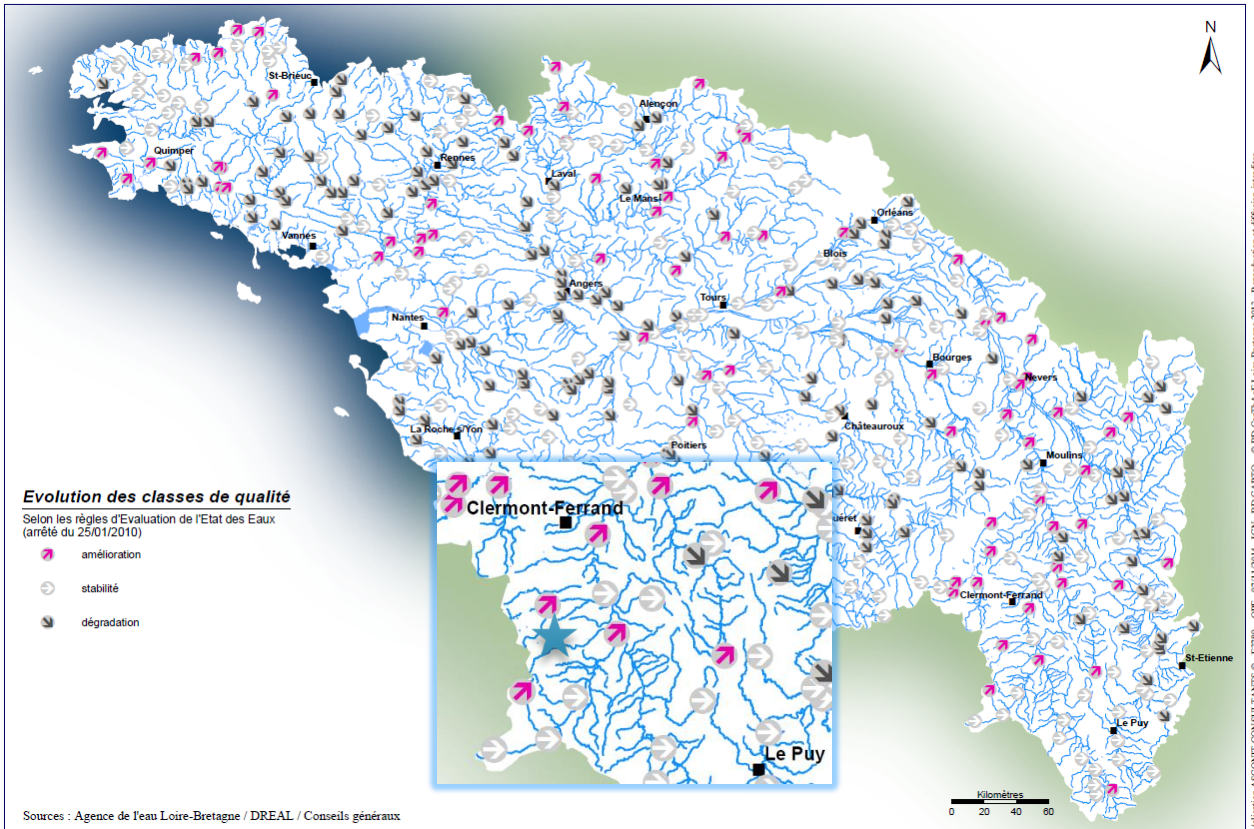 N
St-Brieuc
Alençon
Quimper
Rennes
Laval
Le Mans
Orléans
Vannes
Blois
Angers
Tours
Nantes
Bourges
Nevers
Châteauroux
La Roche s/Yon
Poitiers
Moulins
Evolution des classes de qualité
Selon les règles d'Evaluation de l'Etat des Eaux
(arrêté du 25/01/2010)
amélioration
stabilité
dégradation
Clermont-Ferrand
uéret
Clermont-Ferrand
St-Etienne
Le Puy
Le Puy
Kilomètres
0 20 40 60
Sources : Agence de l'eau Loire-Bretagne / DREAL / Conseils généraux